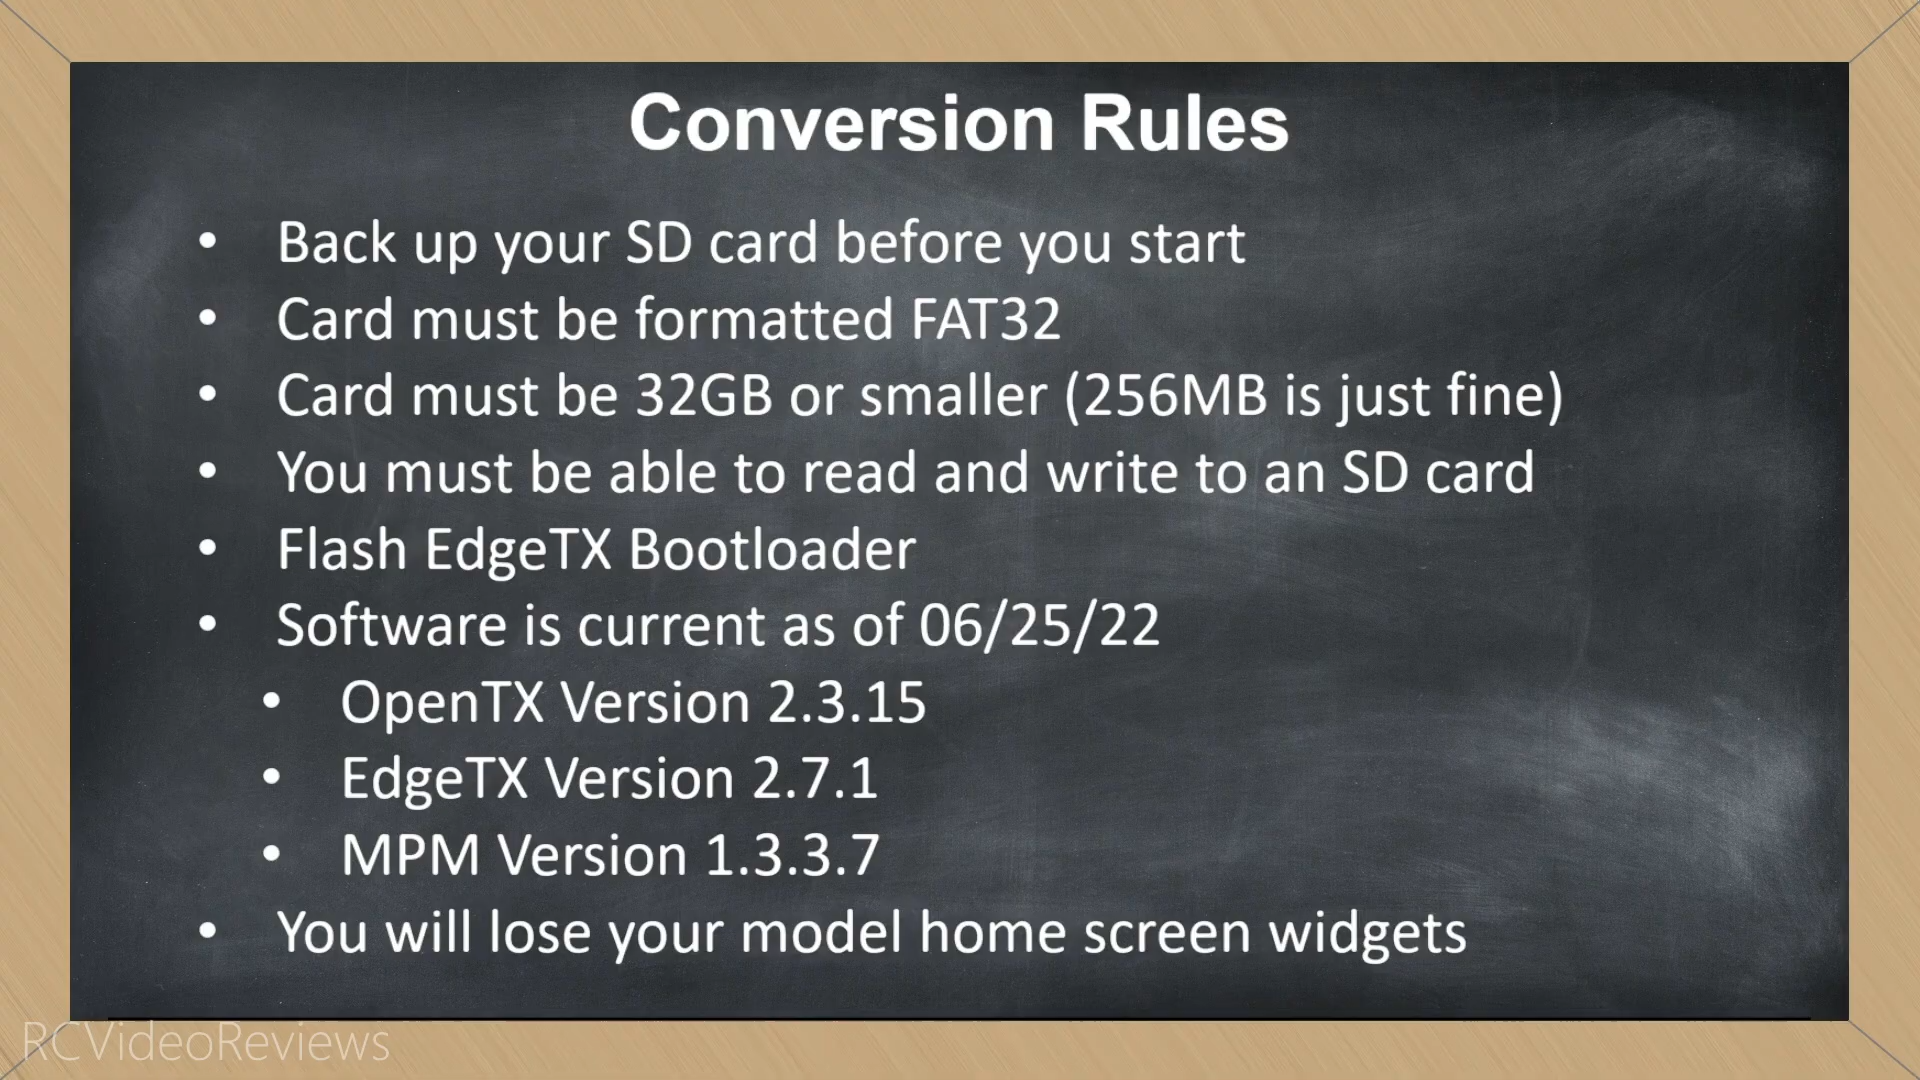 Conversion Rules
• Back up your SD card before you start
• Card must be formatted FAT32
• Card must be 32GB or smaller (256MB is just fine)
• You must be able to read and write to an SD card
• Flash EdgeTX Bootloader
• Software is current as of 06/25/22
• OpenTX Version 2.3.15
• EdgeTX Version 2.7.1
• MPM Version 1.3.3.7
• You will lose your model home screen widgets
RCVideoReviews